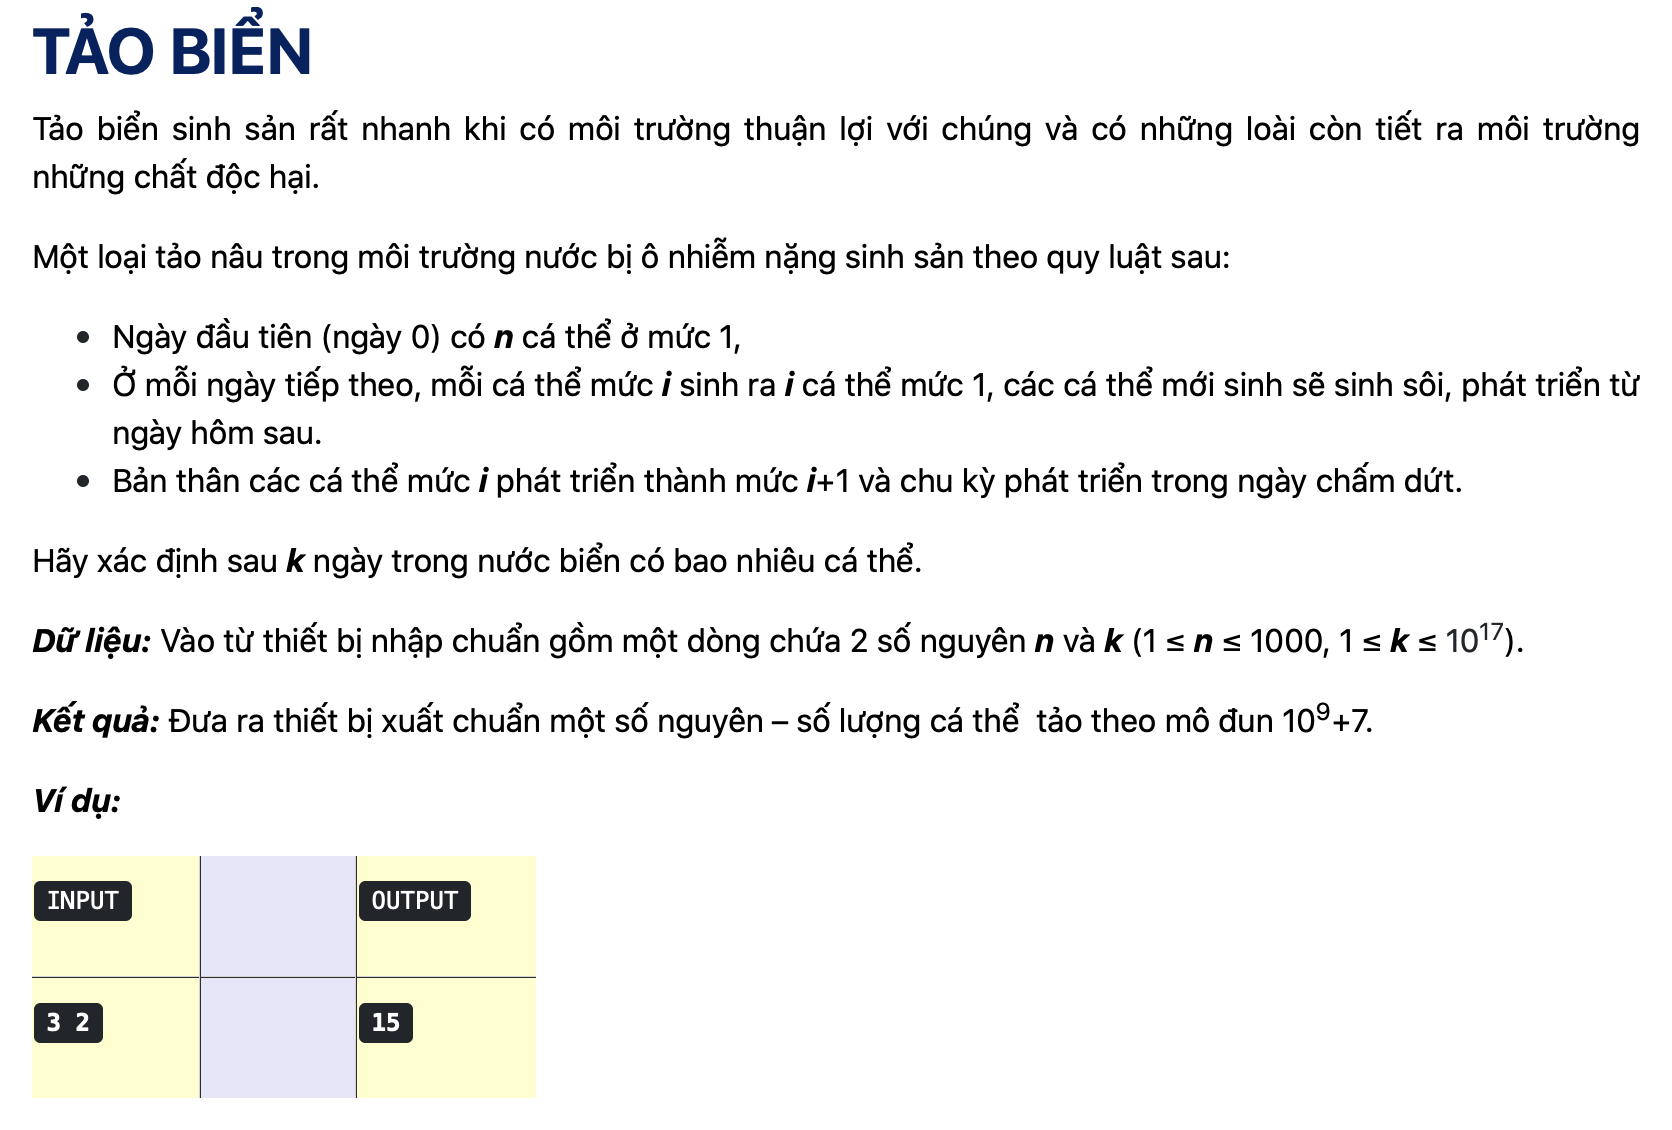 TẢO BIỂN
Tảo biển sinh sản rất nhanh khi có môi trường thuận lợi với chúng và có những loài còn tiết ra môi trường
những chất độc hại.
Một loại tảo nâu trong môi trường nước bị ô nhiễm nặng sinh sản theo quy luật sau:
• Ngày đầu tiên (ngày 0) có n cá thể ở mức 1,
• Ở mỗi ngày tiếp theo, mỗi cá thể mức i sinh ra i cá thể mức 1, các cá thể mới sinh sẽ sinh sôi, phát triển từ
ngày hôm sau.
• Bản thân các cá thể mức i phát triển thành mức i+1 và chu kỳ phát triển trong ngày chấm dứt.
Hãy xác định sau k ngày trong nước biển có bao nhiêu cá thể.
Dữ liệu: Vào từ thiết bị nhập chuẩn gồm một dòng chứa 2 số nguyên n và k (1 ≤ n ≤ 1000, 1 ≤ k ≤ 10¹⁷).
Kết quả: Đưa ra thiết bị xuất chuẩn một số nguyên – số lượng cá thể tảo theo mô đun 10⁹+7.
Ví dụ:
INPUT OUTPUT
3 2 15